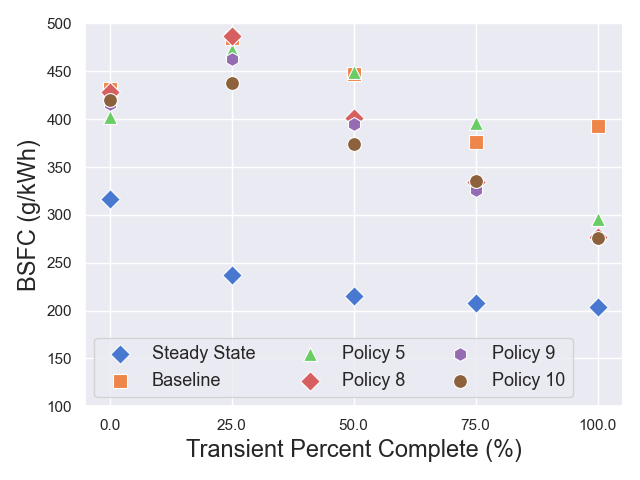 500
450
400
350
300
250
200
150
100
BSFC (g/kWh)
Steady State
Baseline
Policy 5
Policy 8
Policy 9
Policy 10
0.0 25.0 50.0 75.0 100.0
Transient Percent Complete (%)